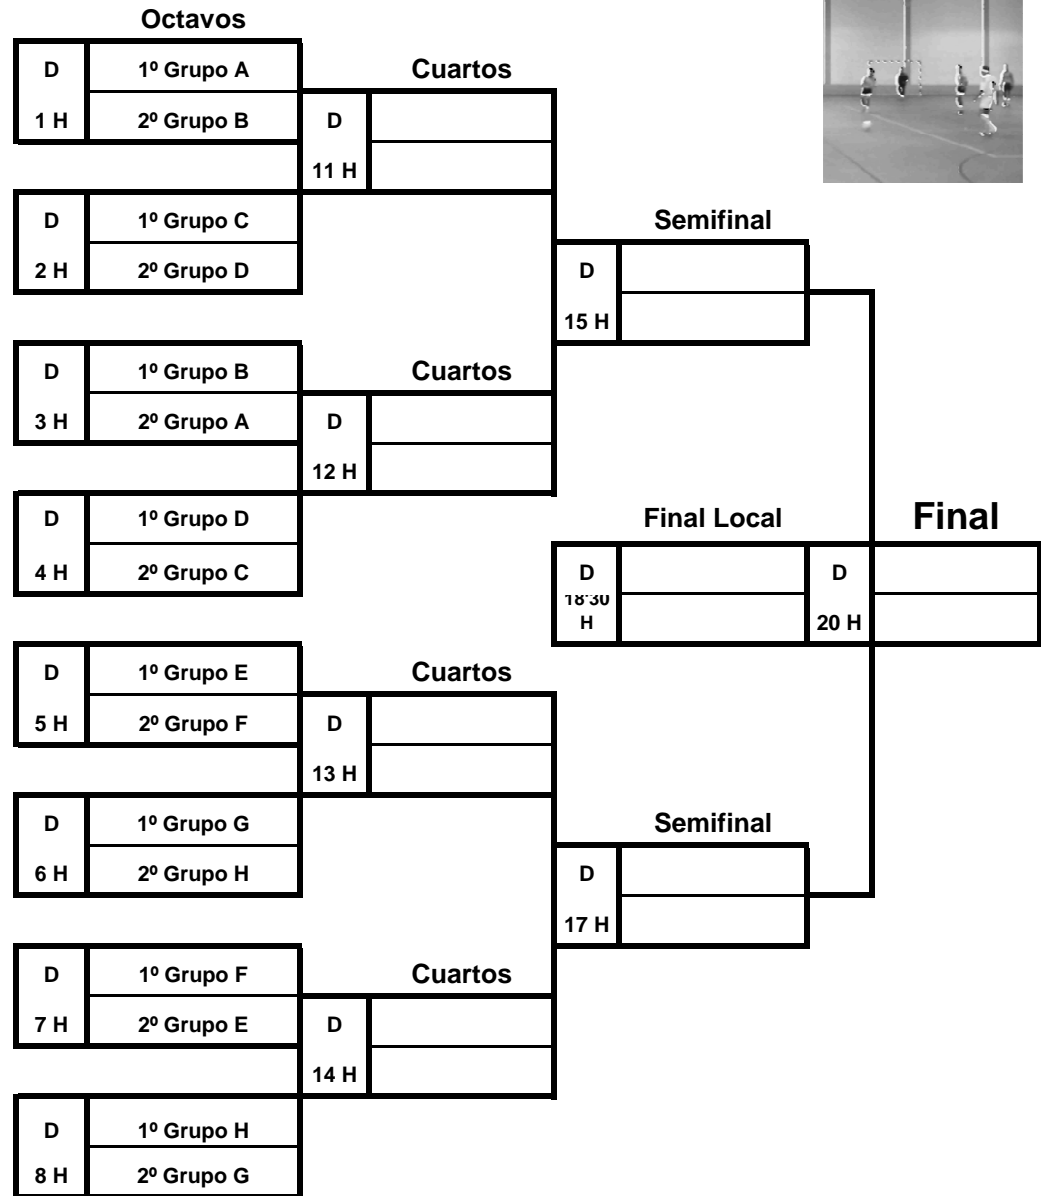 Octavos
D 1º Grupo A
1 H 2º Grupo B
Cuartos
D
11 H
D 1º Grupo C
2 H 2º Grupo D
Semifinal
D
15 H
D 1º Grupo B
3 H 2º Grupo A
Cuartos
D
12 H
D 1º Grupo D
4 H 2º Grupo C
Final Local
D
18'30
H
Final
D
20 H
D 1º Grupo E
5 H 2º Grupo F
Cuartos
D
13 H
D 1º Grupo G
6 H 2º Grupo H
Semifinal
D
17 H
D 1º Grupo F
7 H 2º Grupo E
Cuartos
D
14 H
D 1º Grupo H
8 H 2º Grupo G